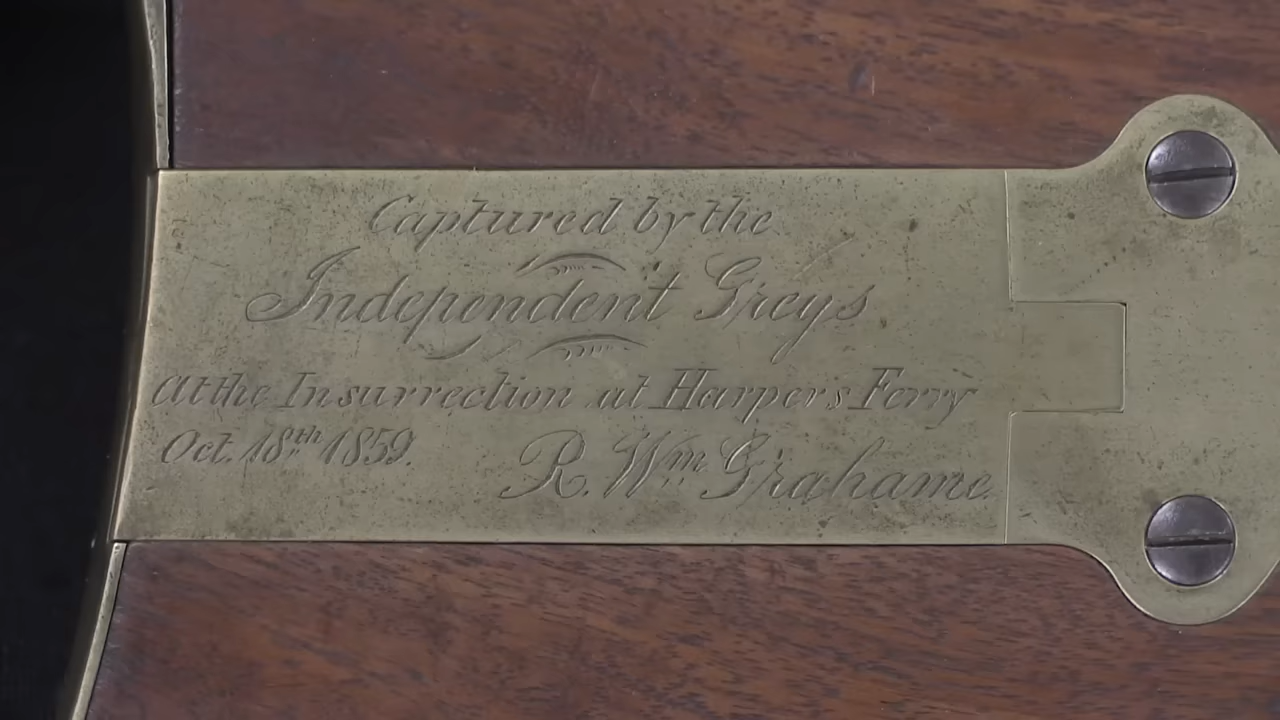 Captured by the
Independent Greys
At the Insurrection at Harpers Ferry
Oct. 18th 1859.
R. Wm Grahame.